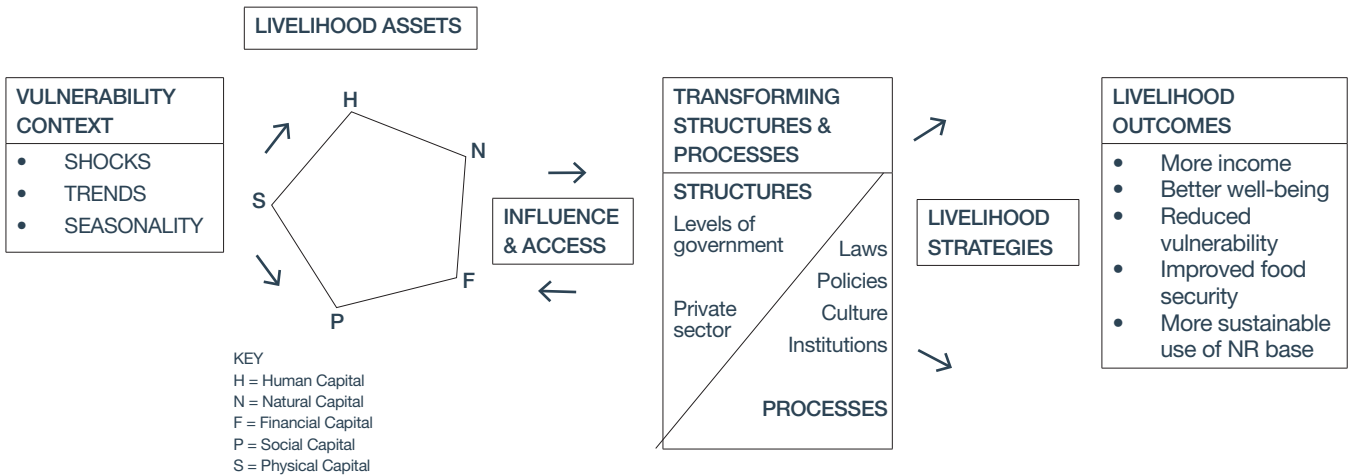 LIVELIHOOD ASSETS
VULNERABILITY
CONTEXT
• SHOCKS
• TRENDS
• SEASONALITY
H
N
S
F
P
KEY
H = Human Capital
N = Natural Capital
F = Financial Capital
P = Social Capital
S = Physical Capital
INFLUENCE
& ACCESS
TRANSFORMING
STRUCTURES &
PROCESSES
STRUCTURES
Levels of
government
Private
sector
Laws
Policies
Culture
Institutions
PROCESSES
LIVELIHOOD
STRATEGIES
LIVELIHOOD
OUTCOMES
• More income
• Better well-being
• Reduced
vulnerability
• Improved food
security
• More sustainable
use of NR base